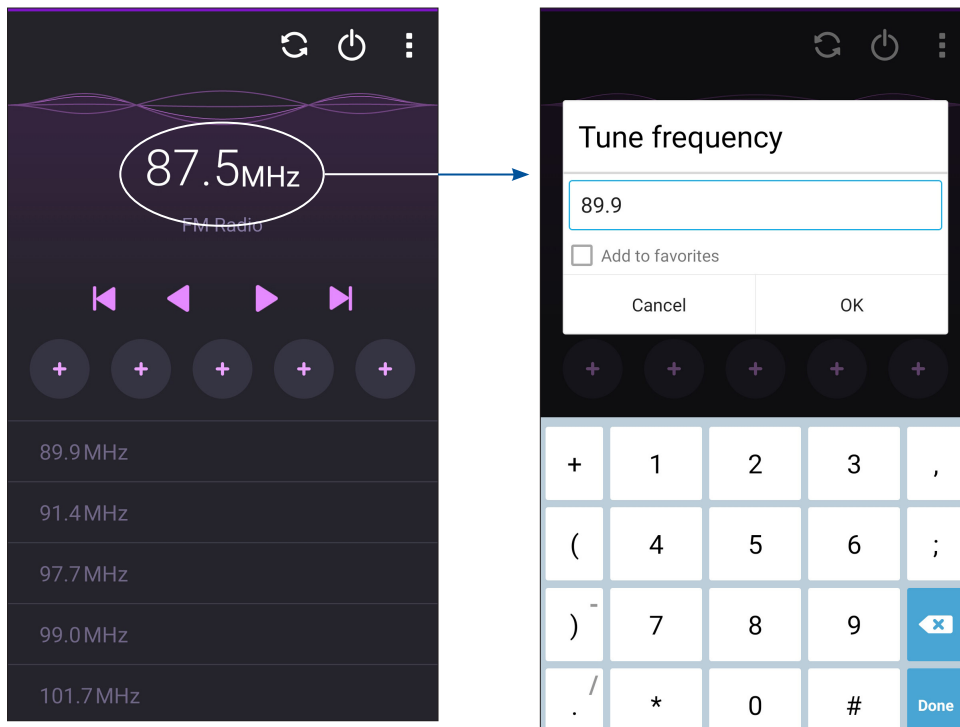 87.5MHz
FM Radio
+ + + + +
89.9MHz
91.4MHz
97.7MHz
99.0MHz
101.7MHz
Tune frequency
89.9
Add to favorites
Cancel OK
+ + + + +
+ 1 2 3 ,
( 4 5 6 ;
) - 7 8 9
. / * 0 # Done